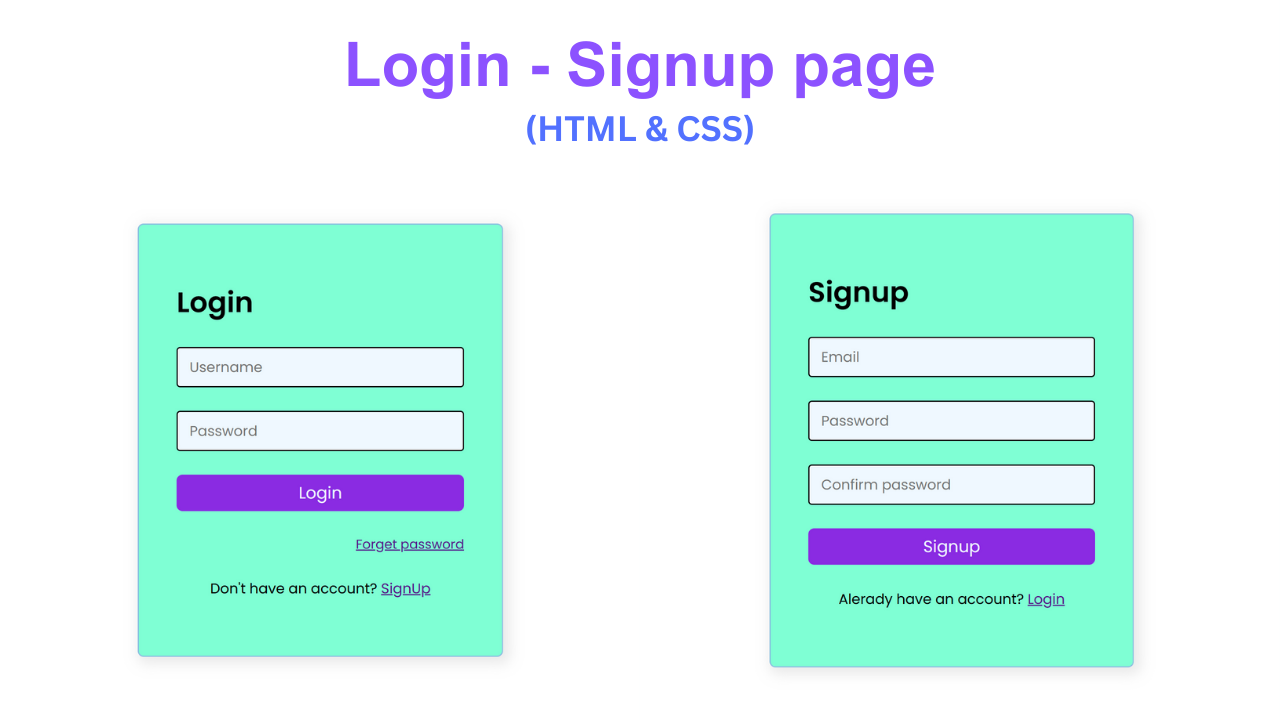 Login - Signup page
(HTML & CSS)
Login
Username
Password
Login
Forget password
Don't have an account? SignUp
Signup
Email
Password
Confirm password
Signup
Alerady have an account? Login